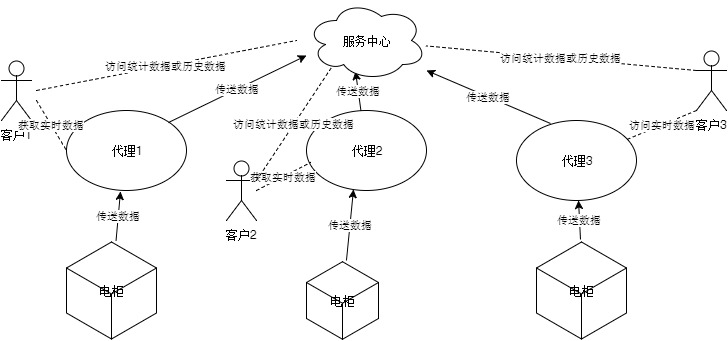 服务中心
访问统计数据或历史数据
访问统计数据或历史数据
传送数据
传送数据
传送数据
客户1
获取实时数据
访问统计数据或历史数据
访问实时数据
客户3
代理1
代理2
代理3
获取实时数据
客户2
传送数据
传送数据
传送数据
电柜
电柜
电柜